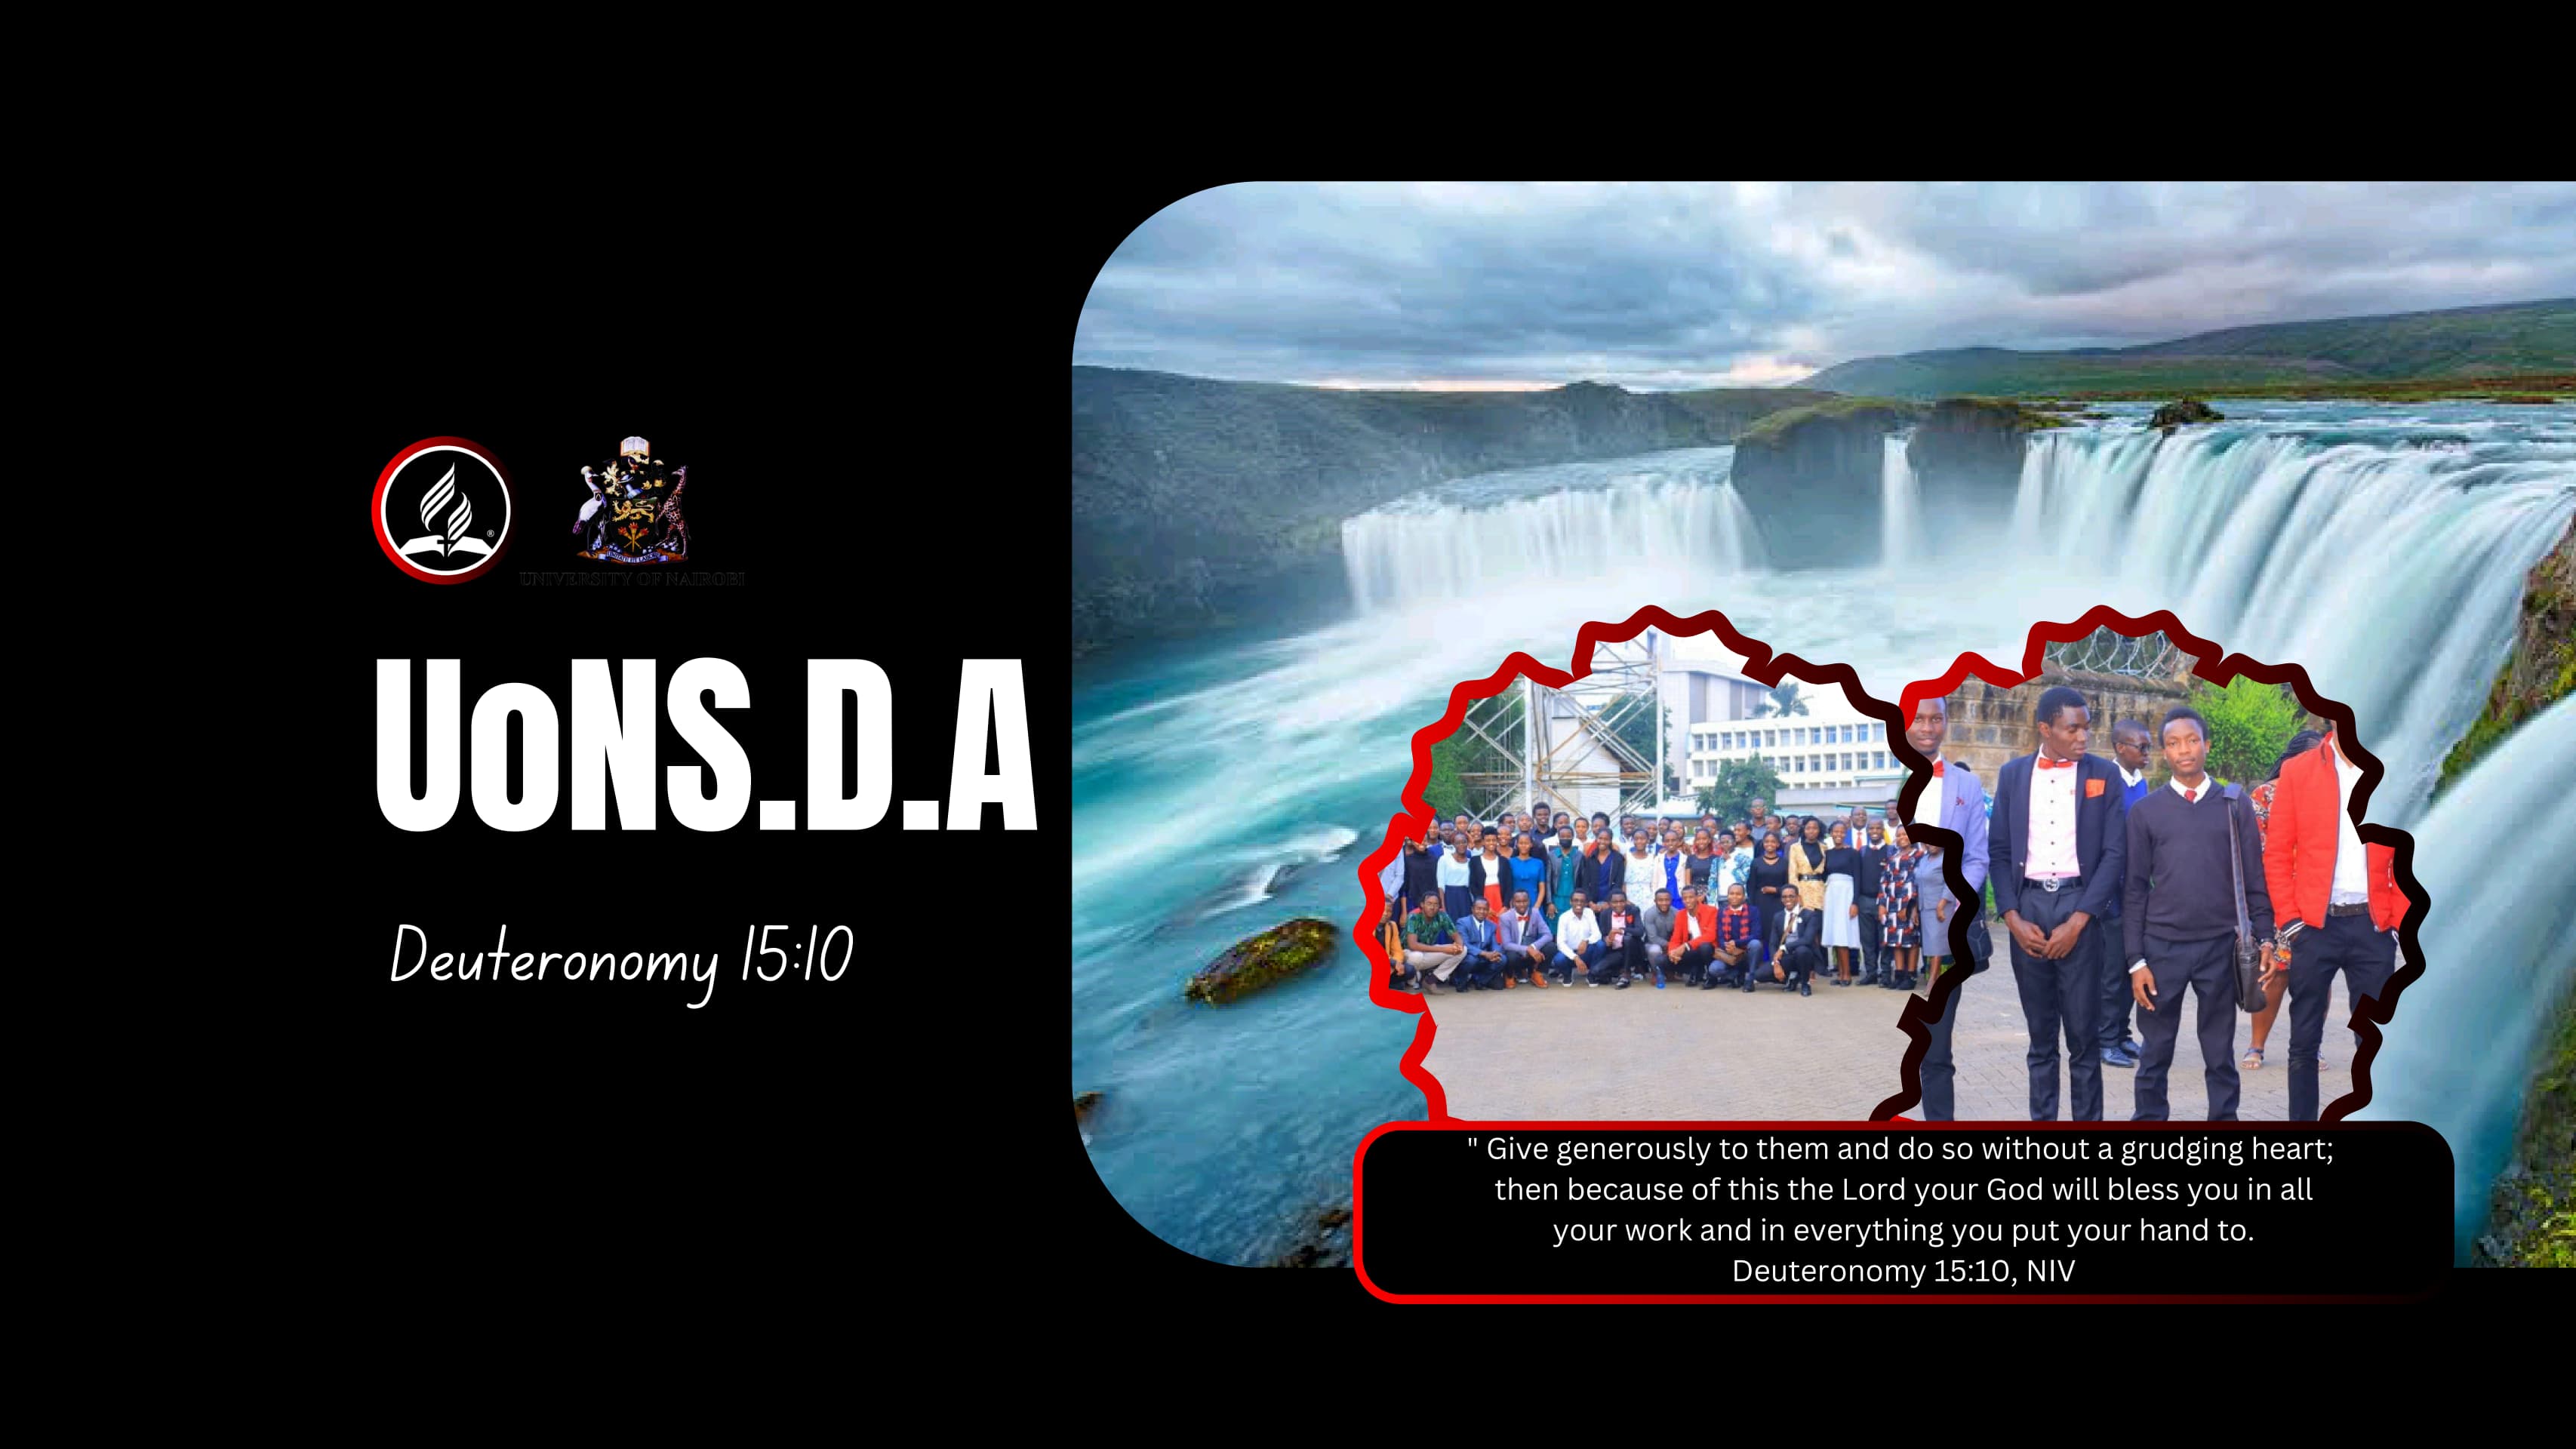 UNIVERSITY OF NAIROBI
UoNS.D.A
Deuteronomy 15:10
" Give generously to them and do so without a grudging heart;
then because of this the Lord your God will bless you in all
your work and in everything you put your hand to.
Deuteronomy 15:10, NIV